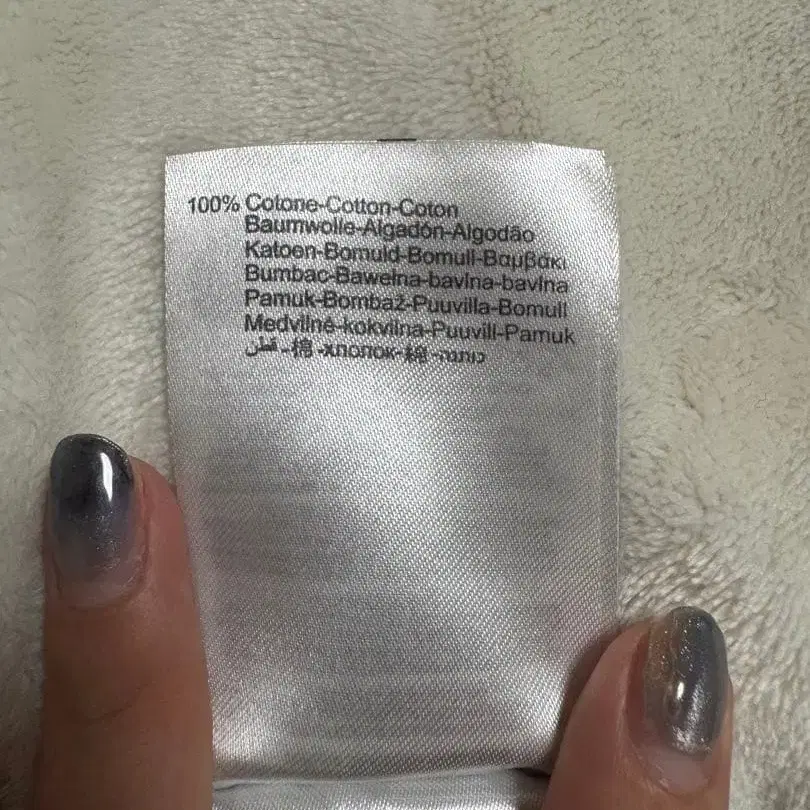 100% Cotone-Cotton-Coton
Baumwolle-Algadón-Algodão
Katoen-Bomuld-Bomull-Βαμβάκι
Bumbac-Bawełna-bavlna-bavlna
Pamuk-Bombaž-Puuvilla-Bomull
Medvilnė-kokvilna-Puuvill-Pamuk
قطن-棉-хлопок-綿-כותנה